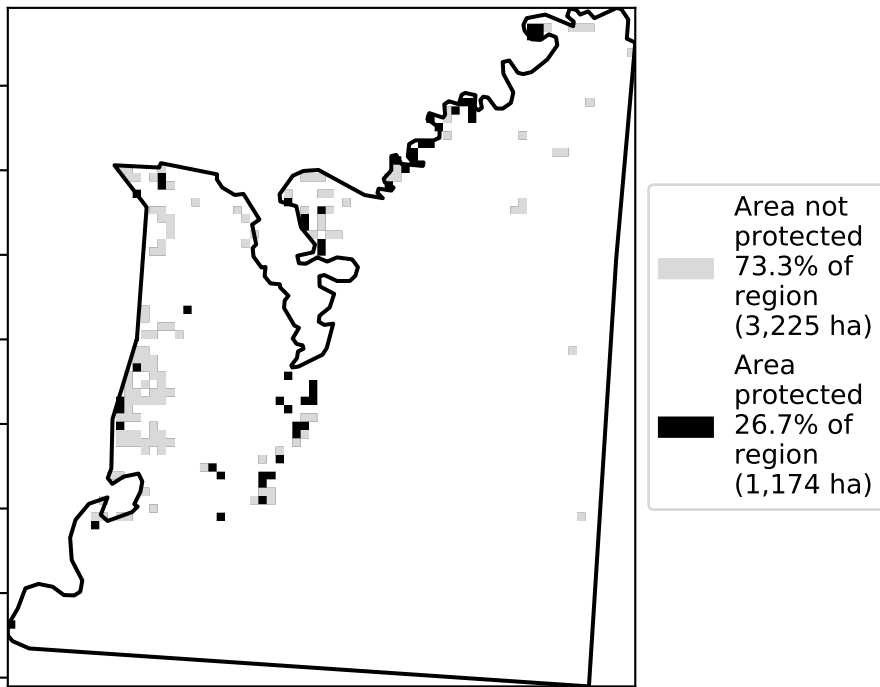 Area not
protected
73.3% of
region
(3,225 ha)
Area
protected
26.7% of
region
(1,174 ha)